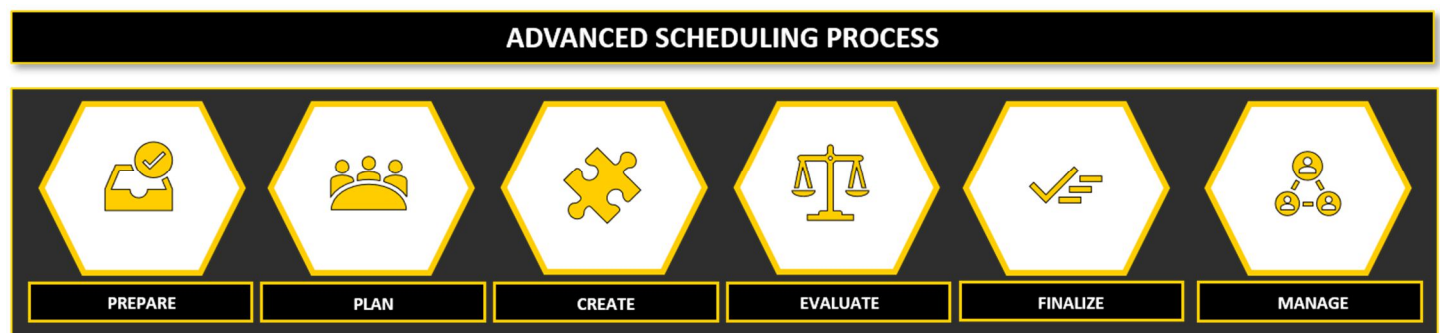 ADVANCED SCHEDULING PROCESS
PREPARE
PLAN
CREATE
EVALUATE
FINALIZE
MANAGE